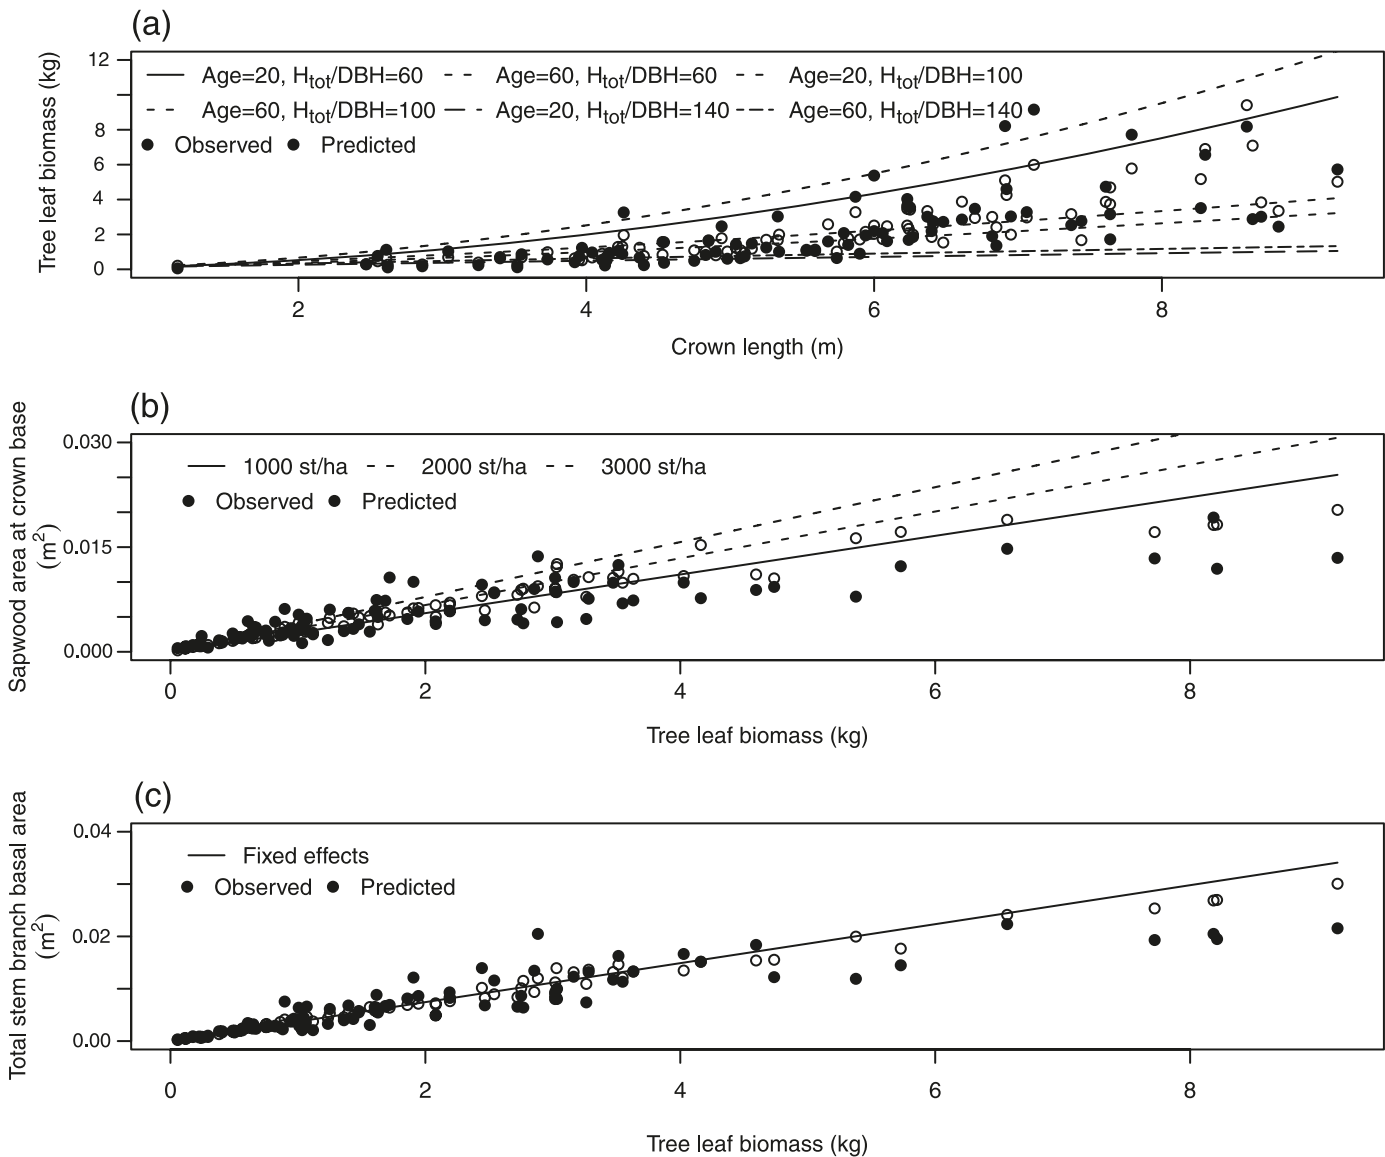 (a)
Tree leaf biomass (kg)
12
8
6
4
2
0
Age=20, Htot/DBH=60 Age=60, Htot/DBH=60 Age=20, Htot/DBH=100
Age=60, Htot/DBH=100 Age=20, Htot/DBH=140 Age=60, Htot/DBH=140
Observed Predicted
2 4 6 8
Crown length (m)
(b)
Sapwood area at crown base
(m²)
0.030
0.015
0.000
1000 st/ha 2000 st/ha 3000 st/ha
Observed Predicted
0 2 4 6 8
Tree leaf biomass (kg)
(c)
Total stem branch basal area
(m²)
0.04
0.02
0.00
Fixed effects
Observed Predicted
0 2 4 6 8
Tree leaf biomass (kg)